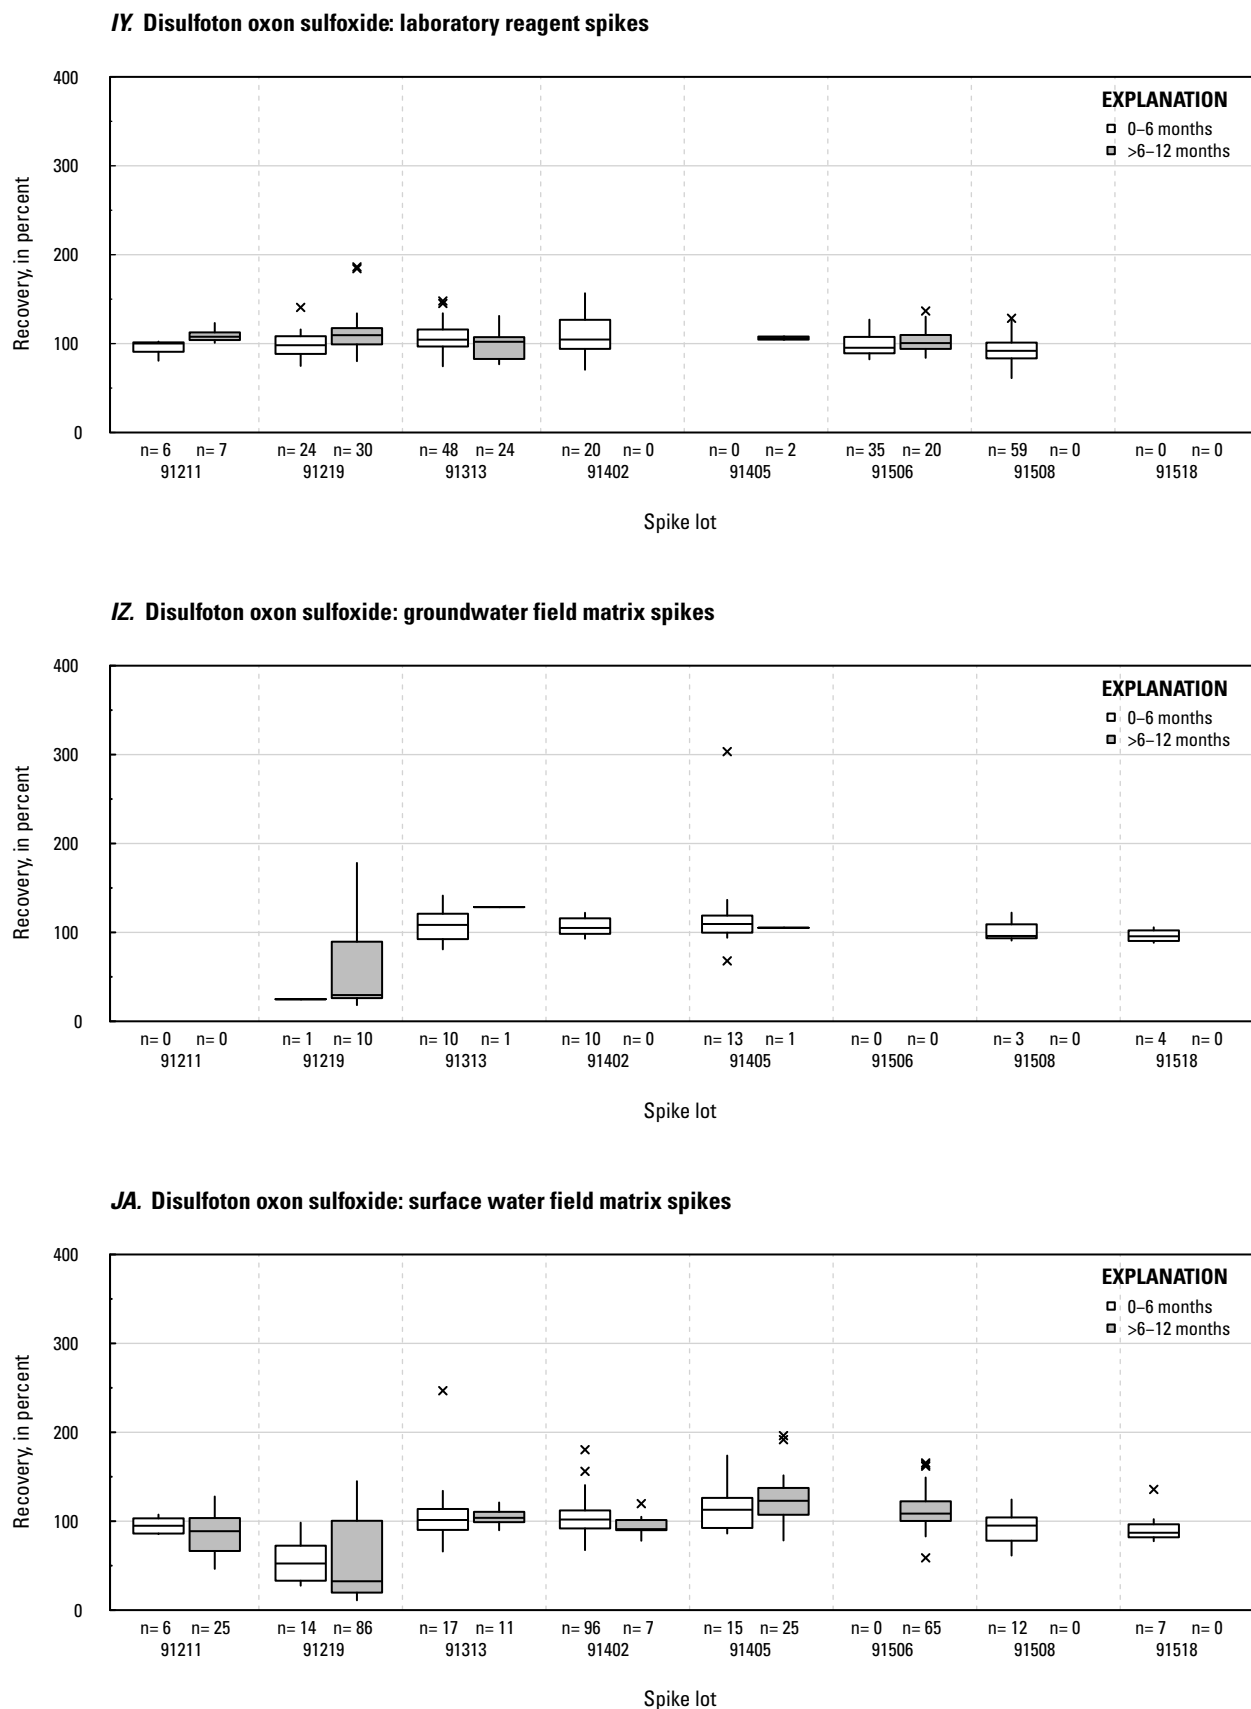 IY. Disulfoton oxon sulfoxide: laboratory reagent spikes
400
300
200
100
0
Recovery, in percent
EXPLANATION
0–6 months
>6–12 months
n= 6 n= 7 n= 24 n= 30 n= 48 n= 24 n= 20 n= 0 n= 0 n= 2 n= 35 n= 20 n= 59 n= 0 n= 0 n= 0
91211 91219 91313 91402 91405 91506 91508 91518
Spike lot
IZ. Disulfoton oxon sulfoxide: groundwater field matrix spikes
400
300
200
100
0
Recovery, in percent
EXPLANATION
0–6 months
>6–12 months
n= 0 n= 0 n= 1 n= 10 n= 10 n= 1 n= 10 n= 0 n= 13 n= 1 n= 0 n= 0 n= 3 n= 0 n= 4 n= 0
91211 91219 91313 91402 91405 91506 91508 91518
Spike lot
JA. Disulfoton oxon sulfoxide: surface water field matrix spikes
400
300
200
100
0
Recovery, in percent
EXPLANATION
0–6 months
>6–12 months
n= 6 n= 25 n= 14 n= 86 n= 17 n= 11 n= 96 n= 7 n= 15 n= 25 n= 0 n= 65 n= 12 n= 0 n= 7 n= 0
91211 91219 91313 91402 91405 91506 91508 91518
Spike lot